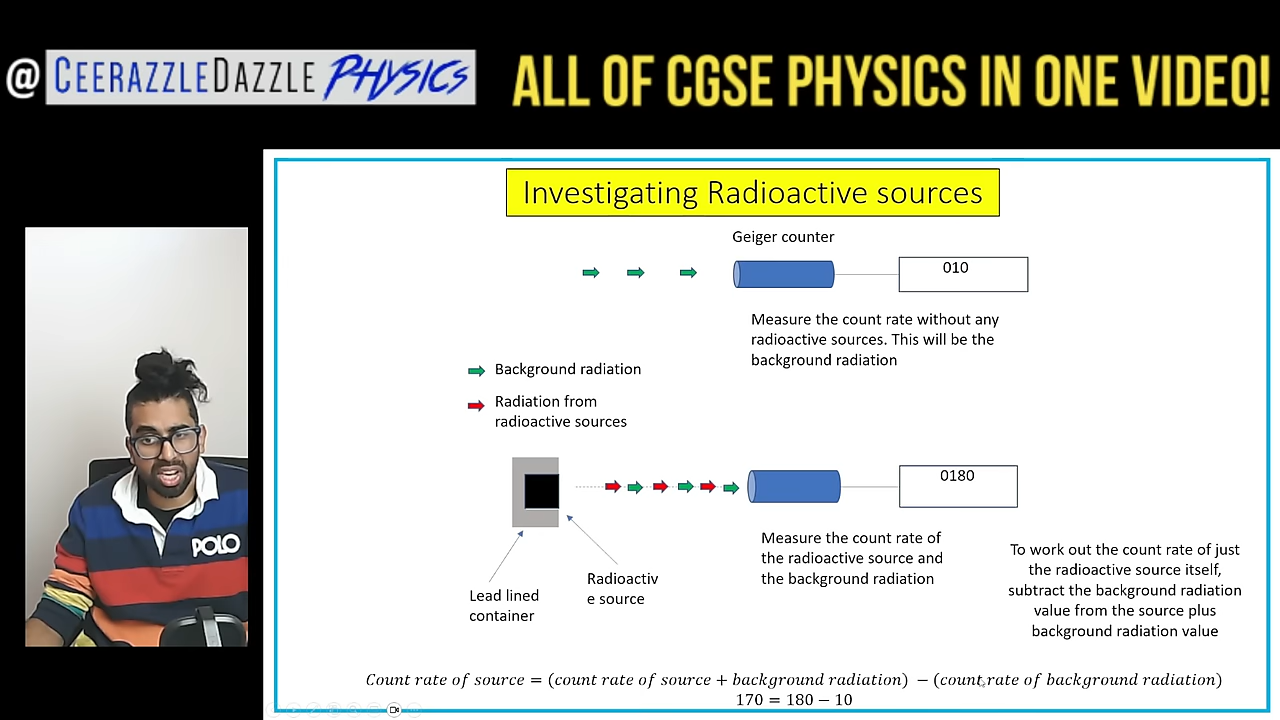 @ CEERAZZLEDAZZLE PHYSICS
ALL OF CGSE PHYSICS IN ONE VIDEO!
Investigating Radioactive sources
Geiger counter
010
Measure the count rate without any
radioactive sources. This will be the
background radiation
Background radiation
Radiation from
radioactive sources
0180
Measure the count rate of
the radioactive source and
the background radiation
Radioactiv
e source
Lead lined
container
To work out the count rate of just
the radioactive source itself,
subtract the background radiation
value from the source plus
background radiation value
POLO
Count rate of source = (count rate of source + background radiation) − (count rate of background radiation)
170 = 180 − 10